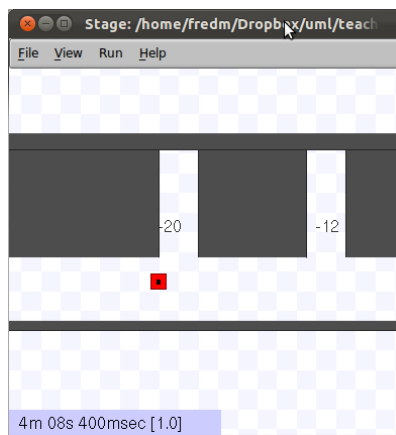 Stage: /home/fredm/Dropbox/uml/teach
File View Run Help
-20
-12
4m 08s 400msec [1.0]